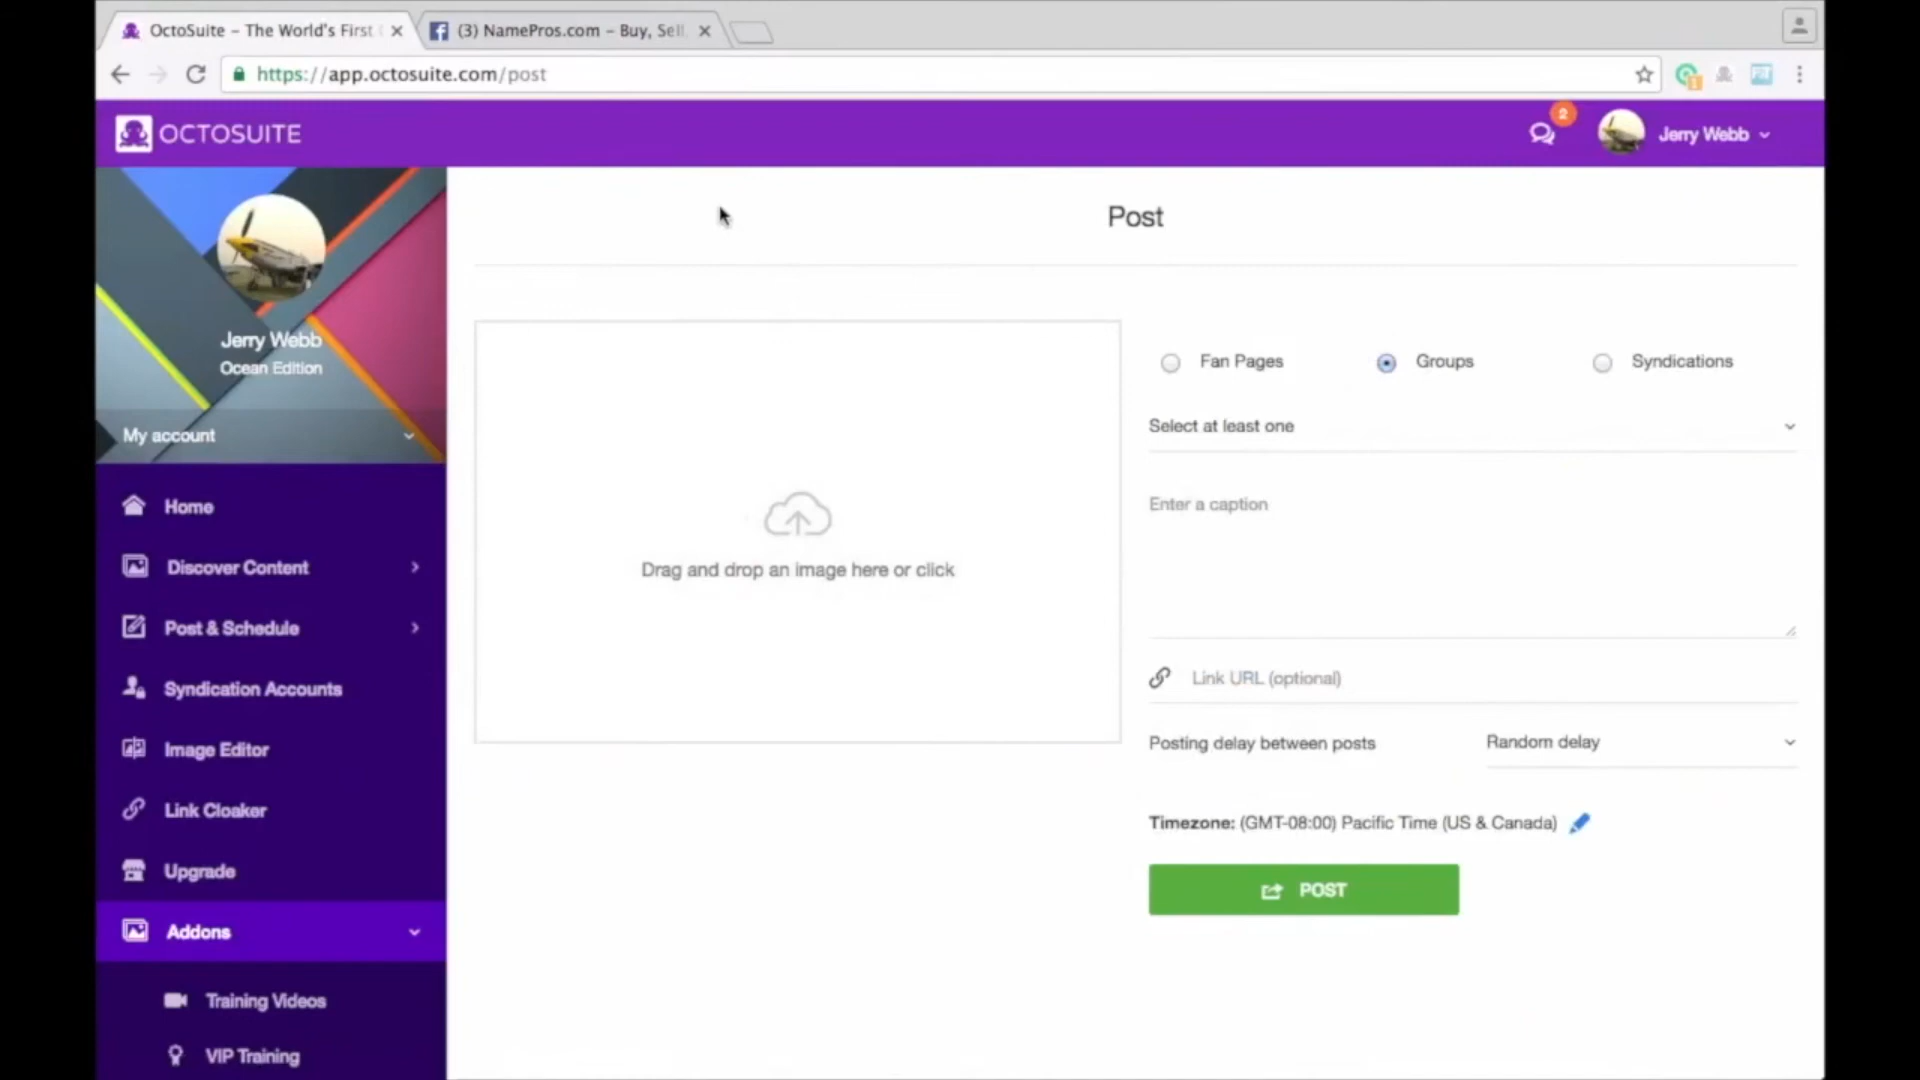 OctoSuite – The World's First
(3) NamePros.com – Buy, Sell,
https://app.octosuite.com/post
OCTOSUITE
2
Jerry Webb
Post
Jerry Webb
Ocean Edition
My account
Fan Pages
Groups
Syndications
Select at least one
Enter a caption
Home
Drag and drop an image here or click
Discover Content
Post & Schedule
Syndication Accounts
Link URL (optional)
Image Editor
Posting delay between posts
Random delay
Link Cloaker
Timezone: (GMT-08:00) Pacific Time (US & Canada)
Upgrade
POST
Addons
Training Videos
VIP Training